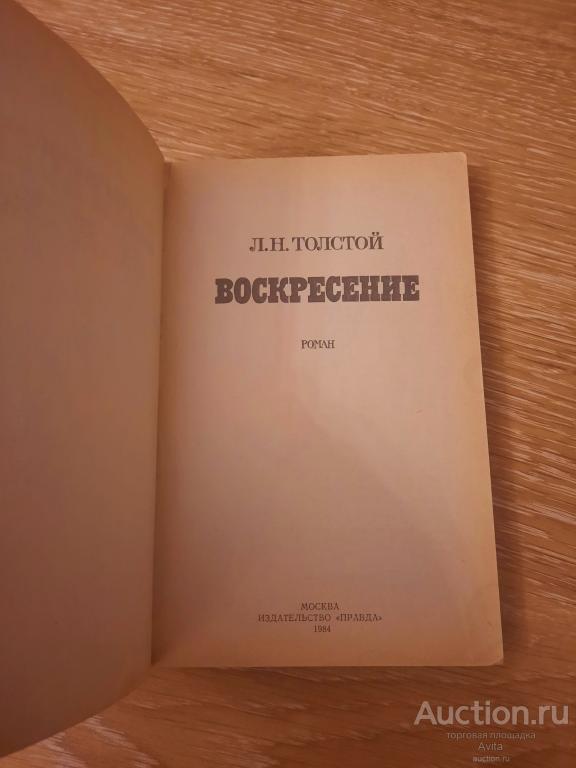 Л.Н.ТОЛСТОЙ
ВОСКРЕСЕНИЕ
РОМАН
МОСКВА
ИЗДАТЕЛЬСТВО «ПРАВДА»
1984
Auction.ru
торговая площадка
Avita
auction.ru